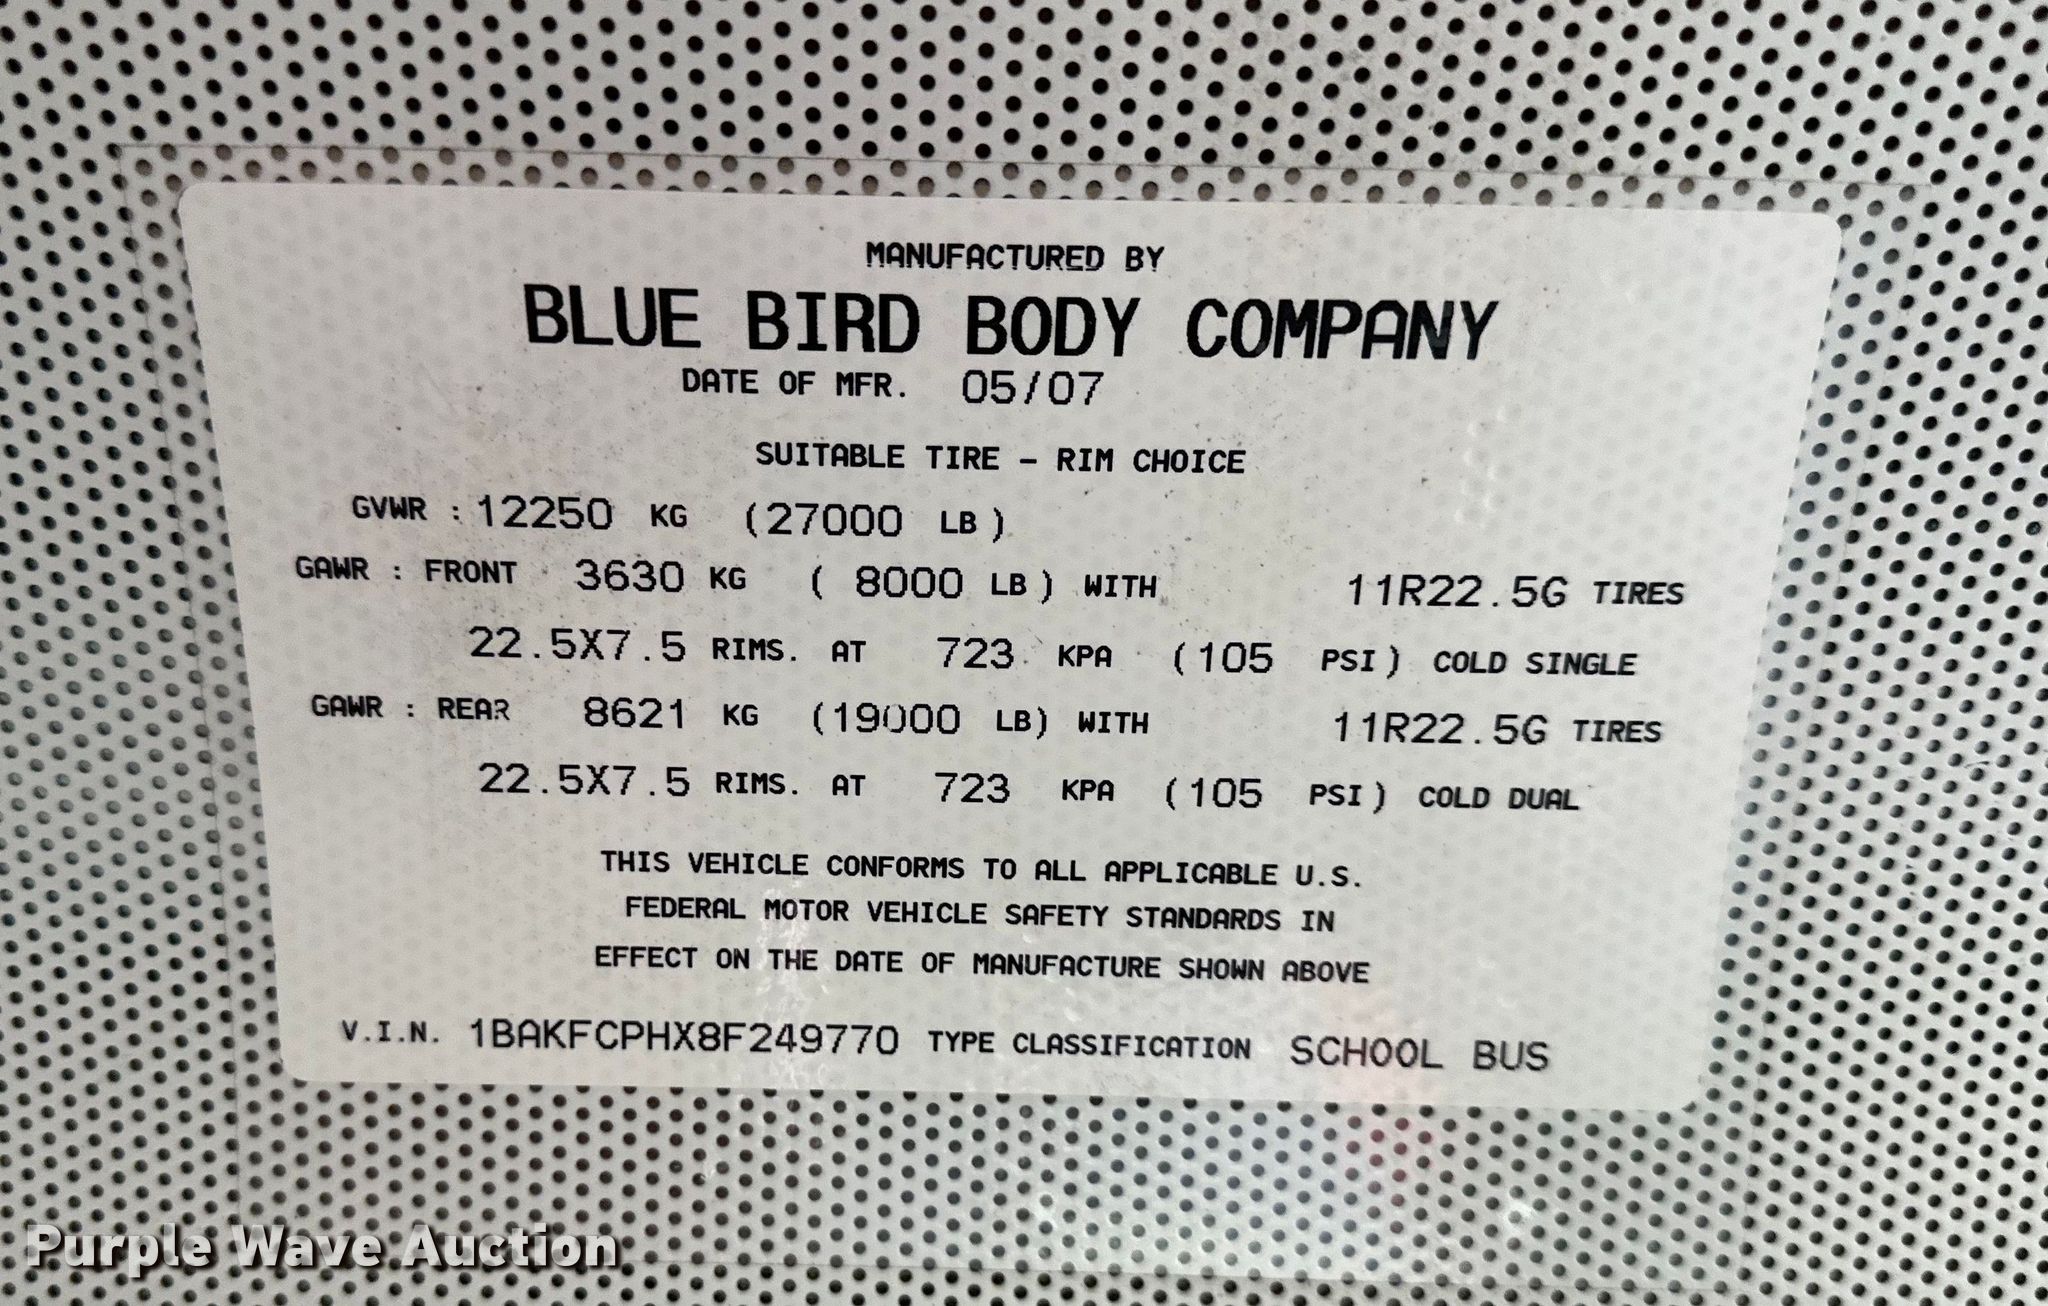 MANUFACTURED BY
BLUE BIRD BODY COMPANY
DATE OF MFR. 05/07
SUITABLE TIRE - RIM CHOICE
GVWR : 12250 KG (27000 LB)
GAWR : FRONT 3630 KG ( 8000 LB) WITH 11R22.5G TIRES
22.5X7.5 RIMS. AT 723 KPA (105 PSI) COLD SINGLE
GAWR : REAR 8621 KG (19000 LB) WITH 11R22.5G TIRES
22.5X7.5 RIMS. AT 723 KPA (105 PSI) COLD DUAL
THIS VEHICLE CONFORMS TO ALL APPLICABLE U.S.
FEDERAL MOTOR VEHICLE SAFETY STANDARDS IN
EFFECT ON THE DATE OF MANUFACTURE SHOWN ABOVE
V.I.N. 1BAKFCPHX8F249770 TYPE CLASSIFICATION SCHOOL BUS
Purple Wave Auction